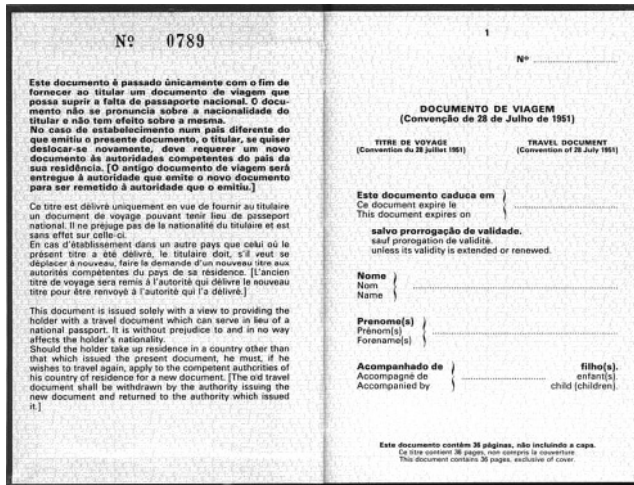 Nº 0789
Este documento é passado únicamente com o fim de
fornecer ao titular um documento de viagem que
possa suprir a falta de passaporte nacional. O docu-
mento não se pronuncia sobre a nacionalidade do
titular e não tem efeito sobre a mesma.
No caso de estabelecimento num país diferente do
que emitiu o presente documento, o titular, se quiser
deslocar-se novamente, deve requerer um novo
documento às autoridades competentes do país da
sua residência. [O antigo documento de viagem será
entregue à autoridade que emite o novo documento
para ser remetido à autoridade que o emitiu.]
Ce titre est délivré uniquement en vue de fournir au titulaire
un document de voyage pouvant tenir lieu de passeport
national. Il ne préjuge pas de la nationalité du titulaire et est
sans effet sur celle-ci.
En cas d'établissement dans un autre pays que celui où le
présent titre a été délivré, le titulaire doit, s'il veut se
déplacer à nouveau, faire la demande d'un nouveau titre aux
autorités compétentes du pays de sa résidence. [L'ancien
titre de voyage sera remis à l'autorité qui délivre le nouveau
titre pour être renvoyé à l'autorité qui l'a délivré.]
This document is issued solely with a view to providing the
holder with a travel document which can serve in lieu of a
national passport. It is without prejudice to and in no way
affects the holder's nationality.
Should the holder take up residence in a country other than
that which issued the present document, he must, if he
wishes to travel again, apply to the competent authorities of
his country of residence for a new document. [The old travel
document shall be withdrawn by the authority issuing the
new document and returned to the authority which issued
it.]
1
Nº
DOCUMENTO DE VIAGEM
(Convenção de 28 de Julho de 1951)
TITRE DE VOYAGE
(Convention du 28 juillet 1951)
TRAVEL DOCUMENT
(Convention of 28 July 1951)
Este documento caduca em
Ce document expire le
This document expires on
salvo prorrogação de validade.
sauf prorogation de validité.
unless its validity is extended or renewed.
Nome
Nom
Name
Prenome(s)
Prénom(s)
Forename(s)
Acompanhado de filho(s).
Accompagné de enfant(s).
Accompanied by child (children).
Este documento contém 36 páginas, não incluindo a capa.
Ce titre contient 36 pages, non compris la couverture.
This document contains 36 pages, exclusive of cover.